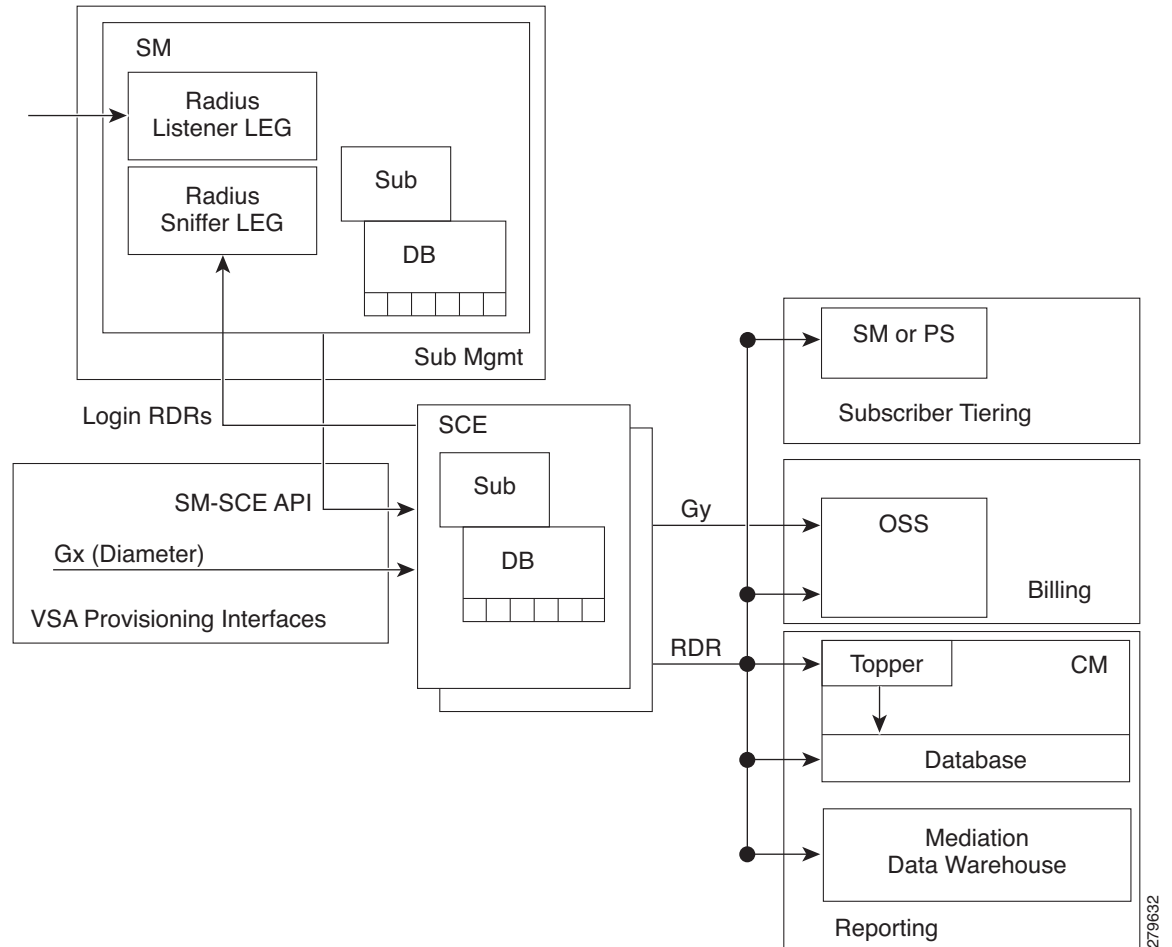 SM
Radius
Listener LEG
Radius
Sniffer LEG
Sub
DB
Sub Mgmt
Login RDRs
SM-SCE API
Gx (Diameter)
VSA Provisioning Interfaces
SCE
Sub
DB
Gy
RDR
SM or PS
Subscriber Tiering
OSS
Billing
Topper
CM
Database
Mediation
Data Warehouse
Reporting
279632